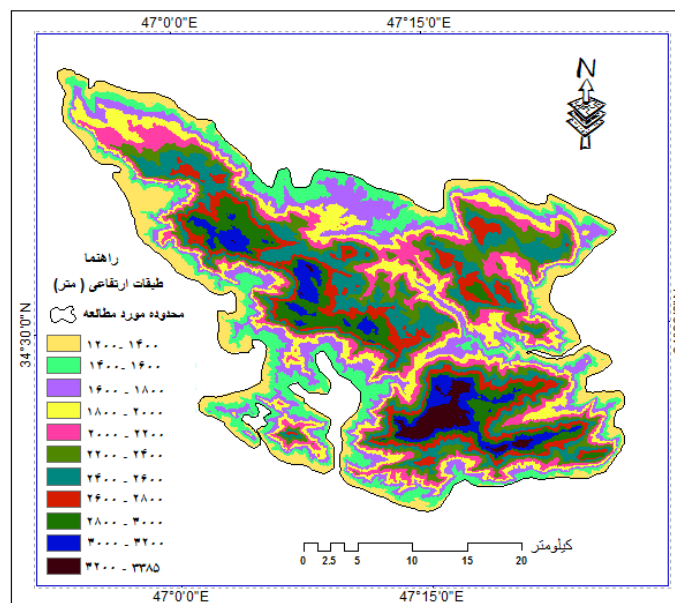 47°0'0"E 47°15'0"E
N
راهنما
طبقات ارتفاعی ( متر)
محدوده مورد مطالعه
34°30'0"N
۱۲۰۰ - ۱۴۰۰
۱۴۰۰ - ۱۶۰۰
۱۶۰۰ - ۱۸۰۰
۱۸۰۰ - ۲۰۰۰
۲۰۰۰ - ۲۲۰۰
۲۲۰۰ - ۲۴۰۰
۲۴۰۰ - ۲۶۰۰
۲۶۰۰ - ۲۸۰۰
۲۸۰۰ - ۳۰۰۰
۳۰۰۰ - ۳۲۰۰
۳۲۰۰ - ۳۳۸۵
کیلومتر
0 2.5 5 10 15 20
47°0'0"E 47°15'0"E